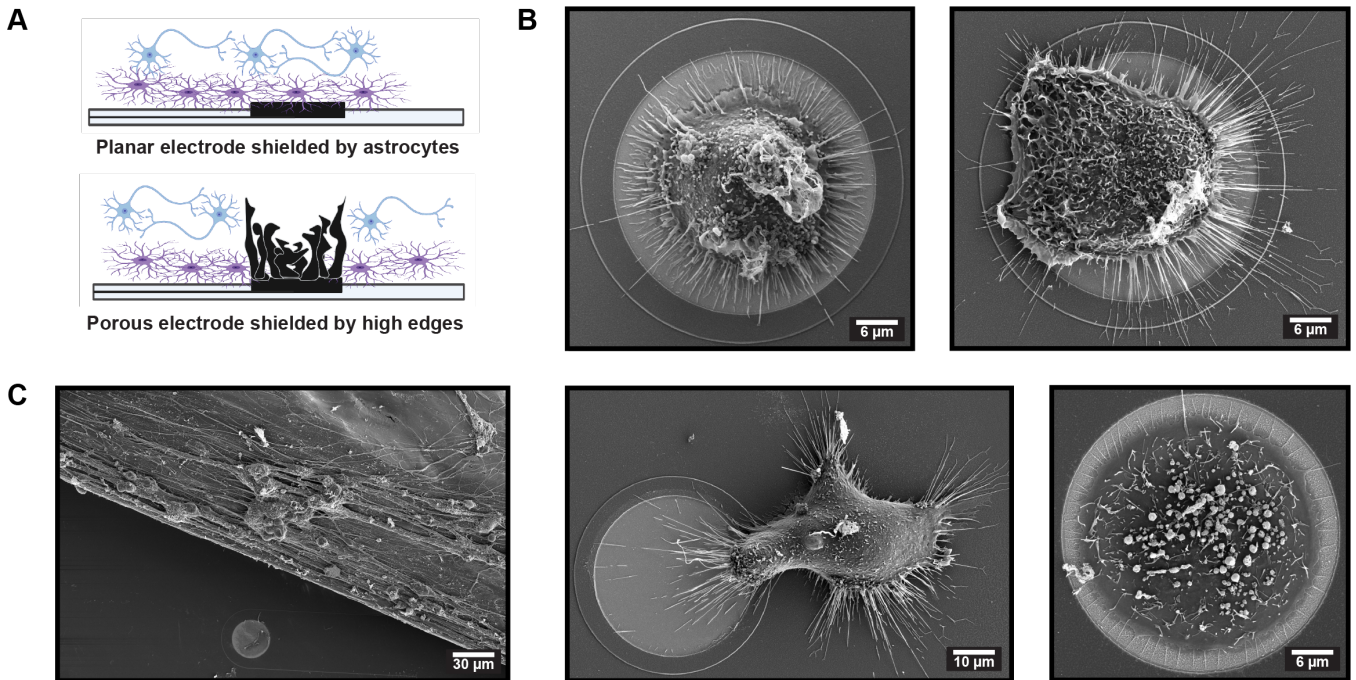 A
Planar electrode shielded by astrocytes
Porous electrode shielded by high edges
B
6 µm
6 µm
C
30 µm
10 µm
6 µm